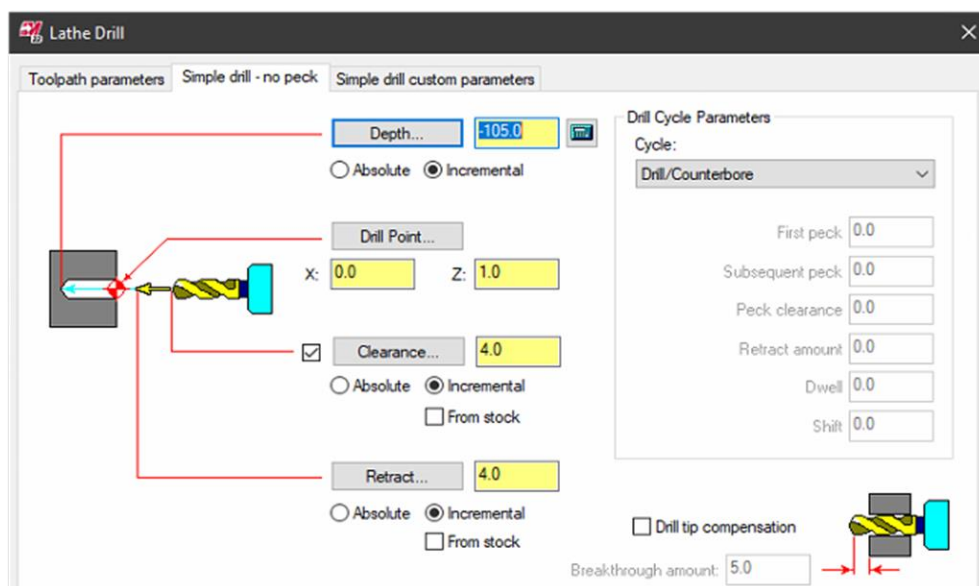 Lathe Drill
Toolpath parameters
Simple drill - no peck
Simple drill custom parameters
Depth...
-105.0
Absolute
Incremental
Drill Point...
X: 0.0
Z: 1.0
Clearance...
4.0
Absolute
Incremental
From stock
Retract...
4.0
Absolute
Incremental
From stock
Drill Cycle Parameters
Cycle:
Drill/Counterbore
First peck 0.0
Subsequent peck 0.0
Peck clearance 0.0
Retract amount 0.0
Dwell 0.0
Shift 0.0
Drill tip compensation
Breakthrough amount: 5.0